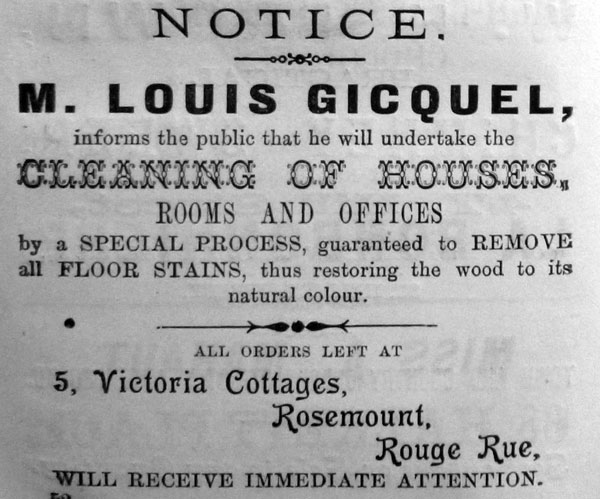 NOTICE.
M. LOUIS GICQUEL,
informs the public that he will undertake the
CLEANING OF HOUSES,
ROOMS AND OFFICES
by a SPECIAL PROCESS, guaranteed to REMOVE
all FLOOR STAINS, thus restoring the wood to its
natural colour.
ALL ORDERS LEFT AT
5, Victoria Cottages,
Rosemount,
Rouge Rue,
WILL RECEIVE IMMEDIATE ATTENTION.